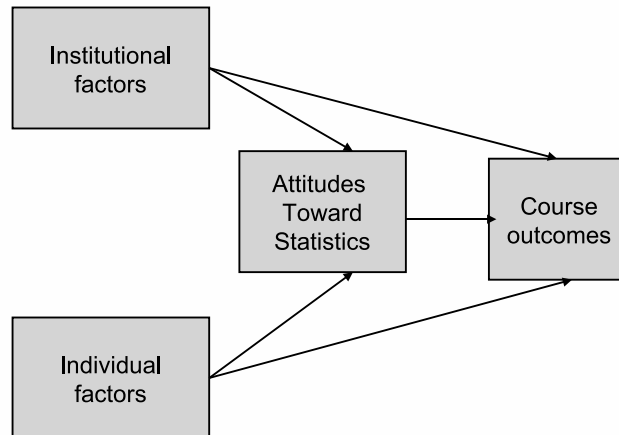 Institutional
factors
Attitudes
Toward
Statistics
Course
outcomes
Individual
factors